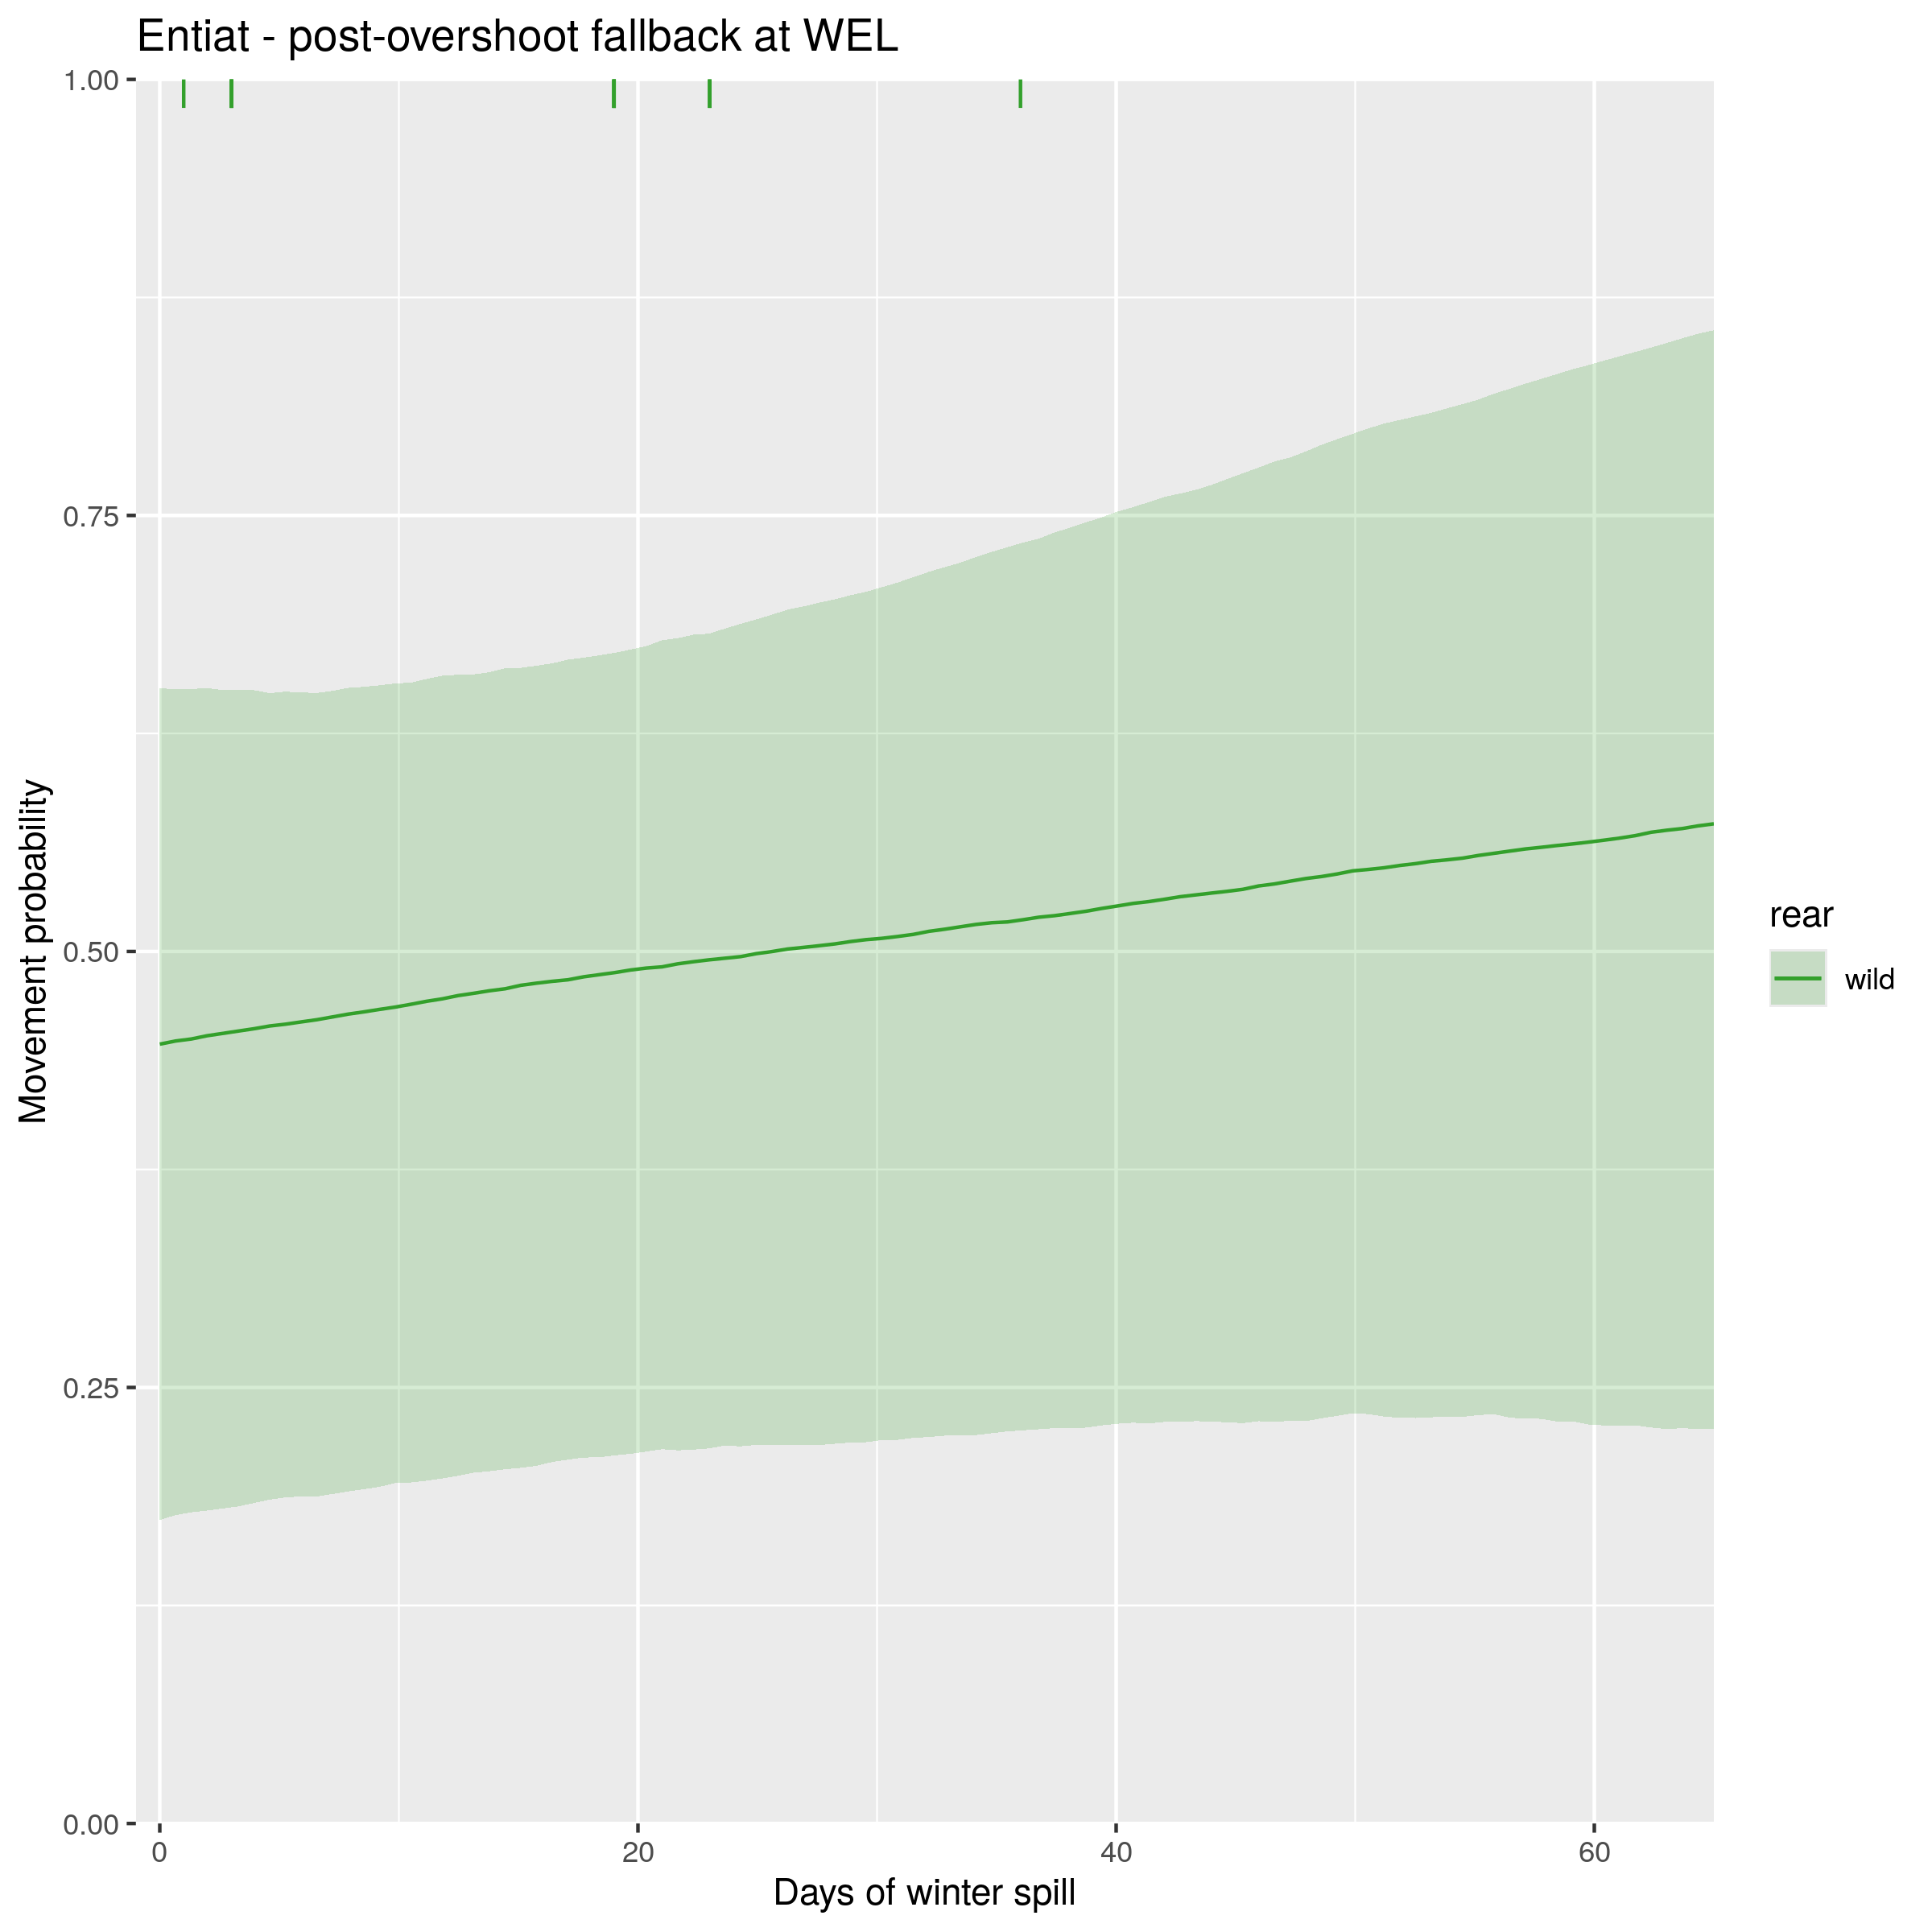 Entiat - post-overshoot fallback at WEL
1.00
0.75
0.50
0.25
0.00
Movement probability
0 20 40 60
Days of winter spill
rear
wild